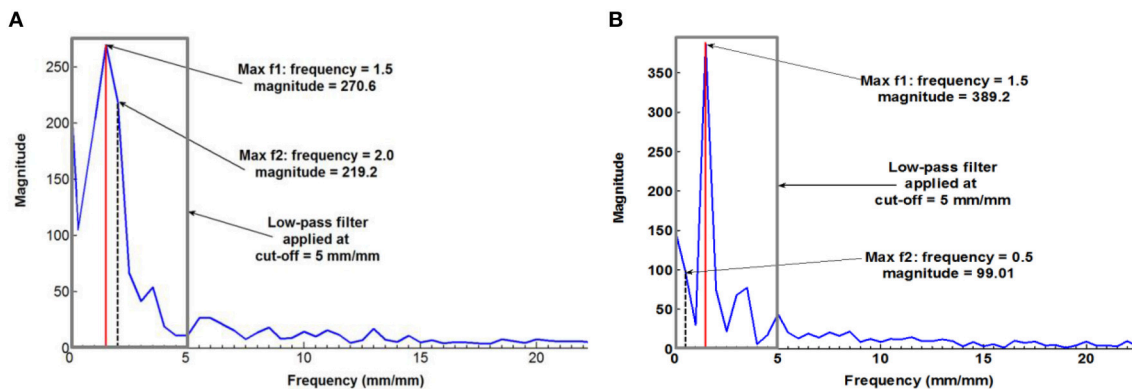 A
Magnitude
250
200
150
100
50
0
Max f1: frequency = 1.5
magnitude = 270.6
Max f2: frequency = 2.0
magnitude = 219.2
Low-pass filter
applied at
cut-off = 5 mm/mm
0 5 10 15 20
Frequency (mm/mm)
B
Magnitude
350
300
250
200
150
100
50
0
Max f1: frequency = 1.5
magnitude = 389.2
Low-pass filter
applied at
cut-off = 5 mm/mm
Max f2: frequency = 0.5
magnitude = 99.01
0 5 10 15 20
Frequency (mm/mm)